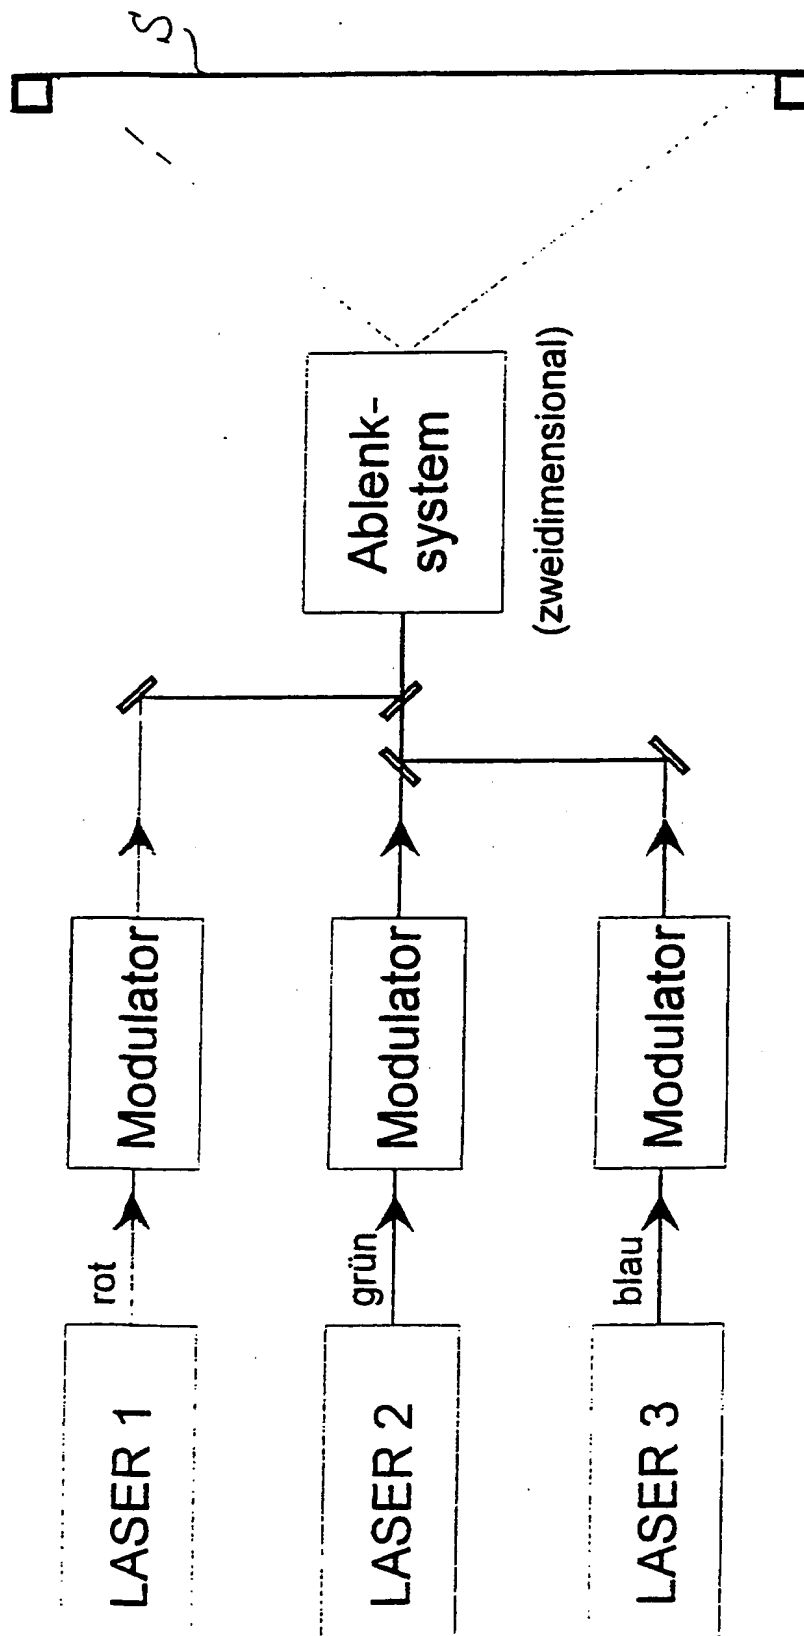 LASER 1
rot
Modulator
LASER 2
grün
Modulator
LASER 3
blau
Modulator
Ablenk-
system
(zweidimensional)
S